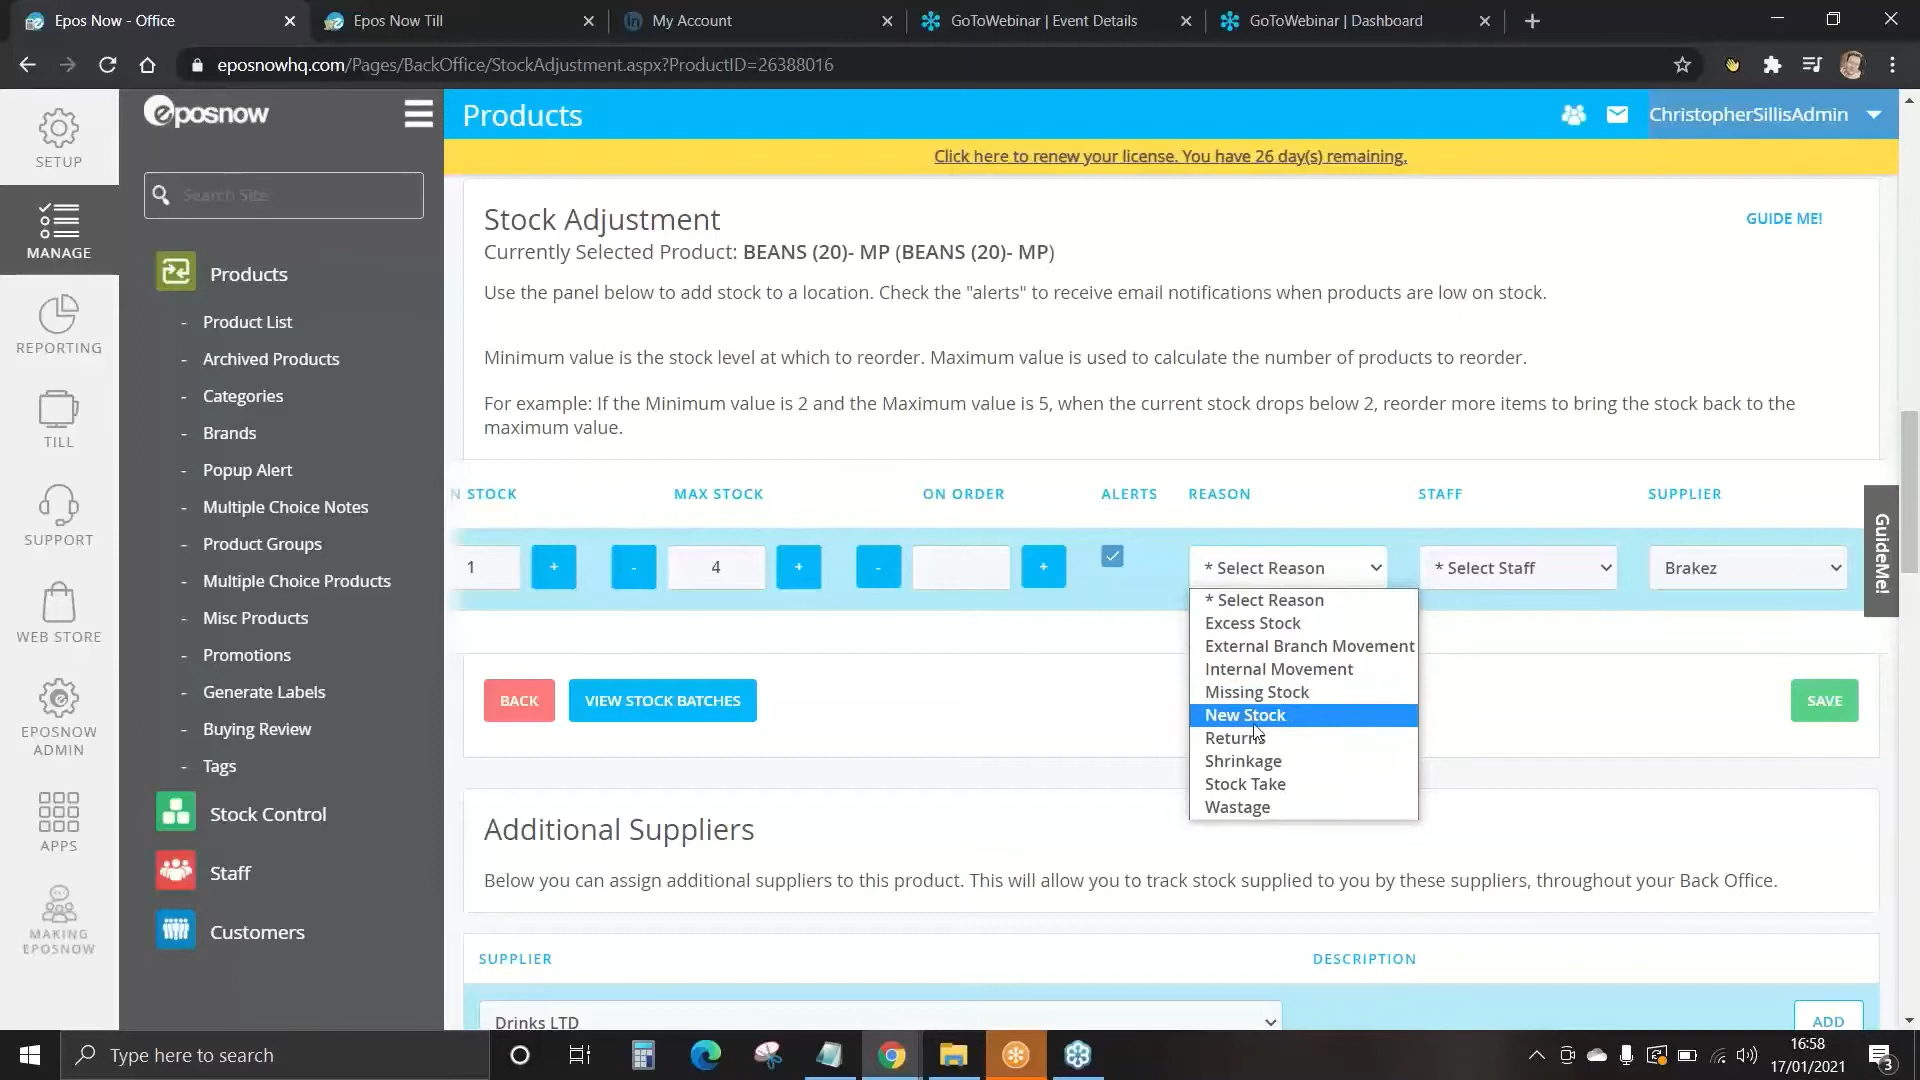 Epos Now - Office
Epos Now Till
My Account
GoToWebinar | Event Details
GoToWebinar | Dashboard
eposnowhq.com/Pages/BackOffice/StockAdjustment.aspx?ProductID=26388016
SETUP
MANAGE
REPORTING
TILL
SUPPORT
WEB STORE
EPOSNOW
ADMIN
APPS
MAKING
EPOSNOW
eposnow
Search Site
Products
- Product List
- Archived Products
- Categories
- Brands
- Popup Alert
- Multiple Choice Notes
- Product Groups
- Multiple Choice Products
- Misc Products
- Promotions
- Generate Labels
- Buying Review
- Tags
Stock Control
Staff
Customers
Products
ChristopherSillisAdmin
Click here to renew your license. You have 26 day(s) remaining.
Stock Adjustment
GUIDE ME!
Currently Selected Product: BEANS (20)- MP (BEANS (20)- MP)
Use the panel below to add stock to a location. Check the "alerts" to receive email notifications when products are low on stock.
Minimum value is the stock level at which to reorder. Maximum value is used to calculate the number of products to reorder.
For example: If the Minimum value is 2 and the Maximum value is 5, when the current stock drops below 2, reorder more items to bring the stock back to the
maximum value.
N STOCK MAX STOCK ON ORDER ALERTS REASON STAFF SUPPLIER
1 + - 4 + - + * Select Reason * Select Staff Brakez
* Select Reason
Excess Stock
External Branch Movement
Internal Movement
Missing Stock
New Stock
Returns
Shrinkage
Stock Take
Wastage
BACK VIEW STOCK BATCHES SAVE
GuideMe!
Additional Suppliers
Below you can assign additional suppliers to this product. This will allow you to track stock supplied to you by these suppliers, throughout your Back Office.
SUPPLIER DESCRIPTION
Drinks LTD ADD
Type here to search
16:58
17/01/2021
3